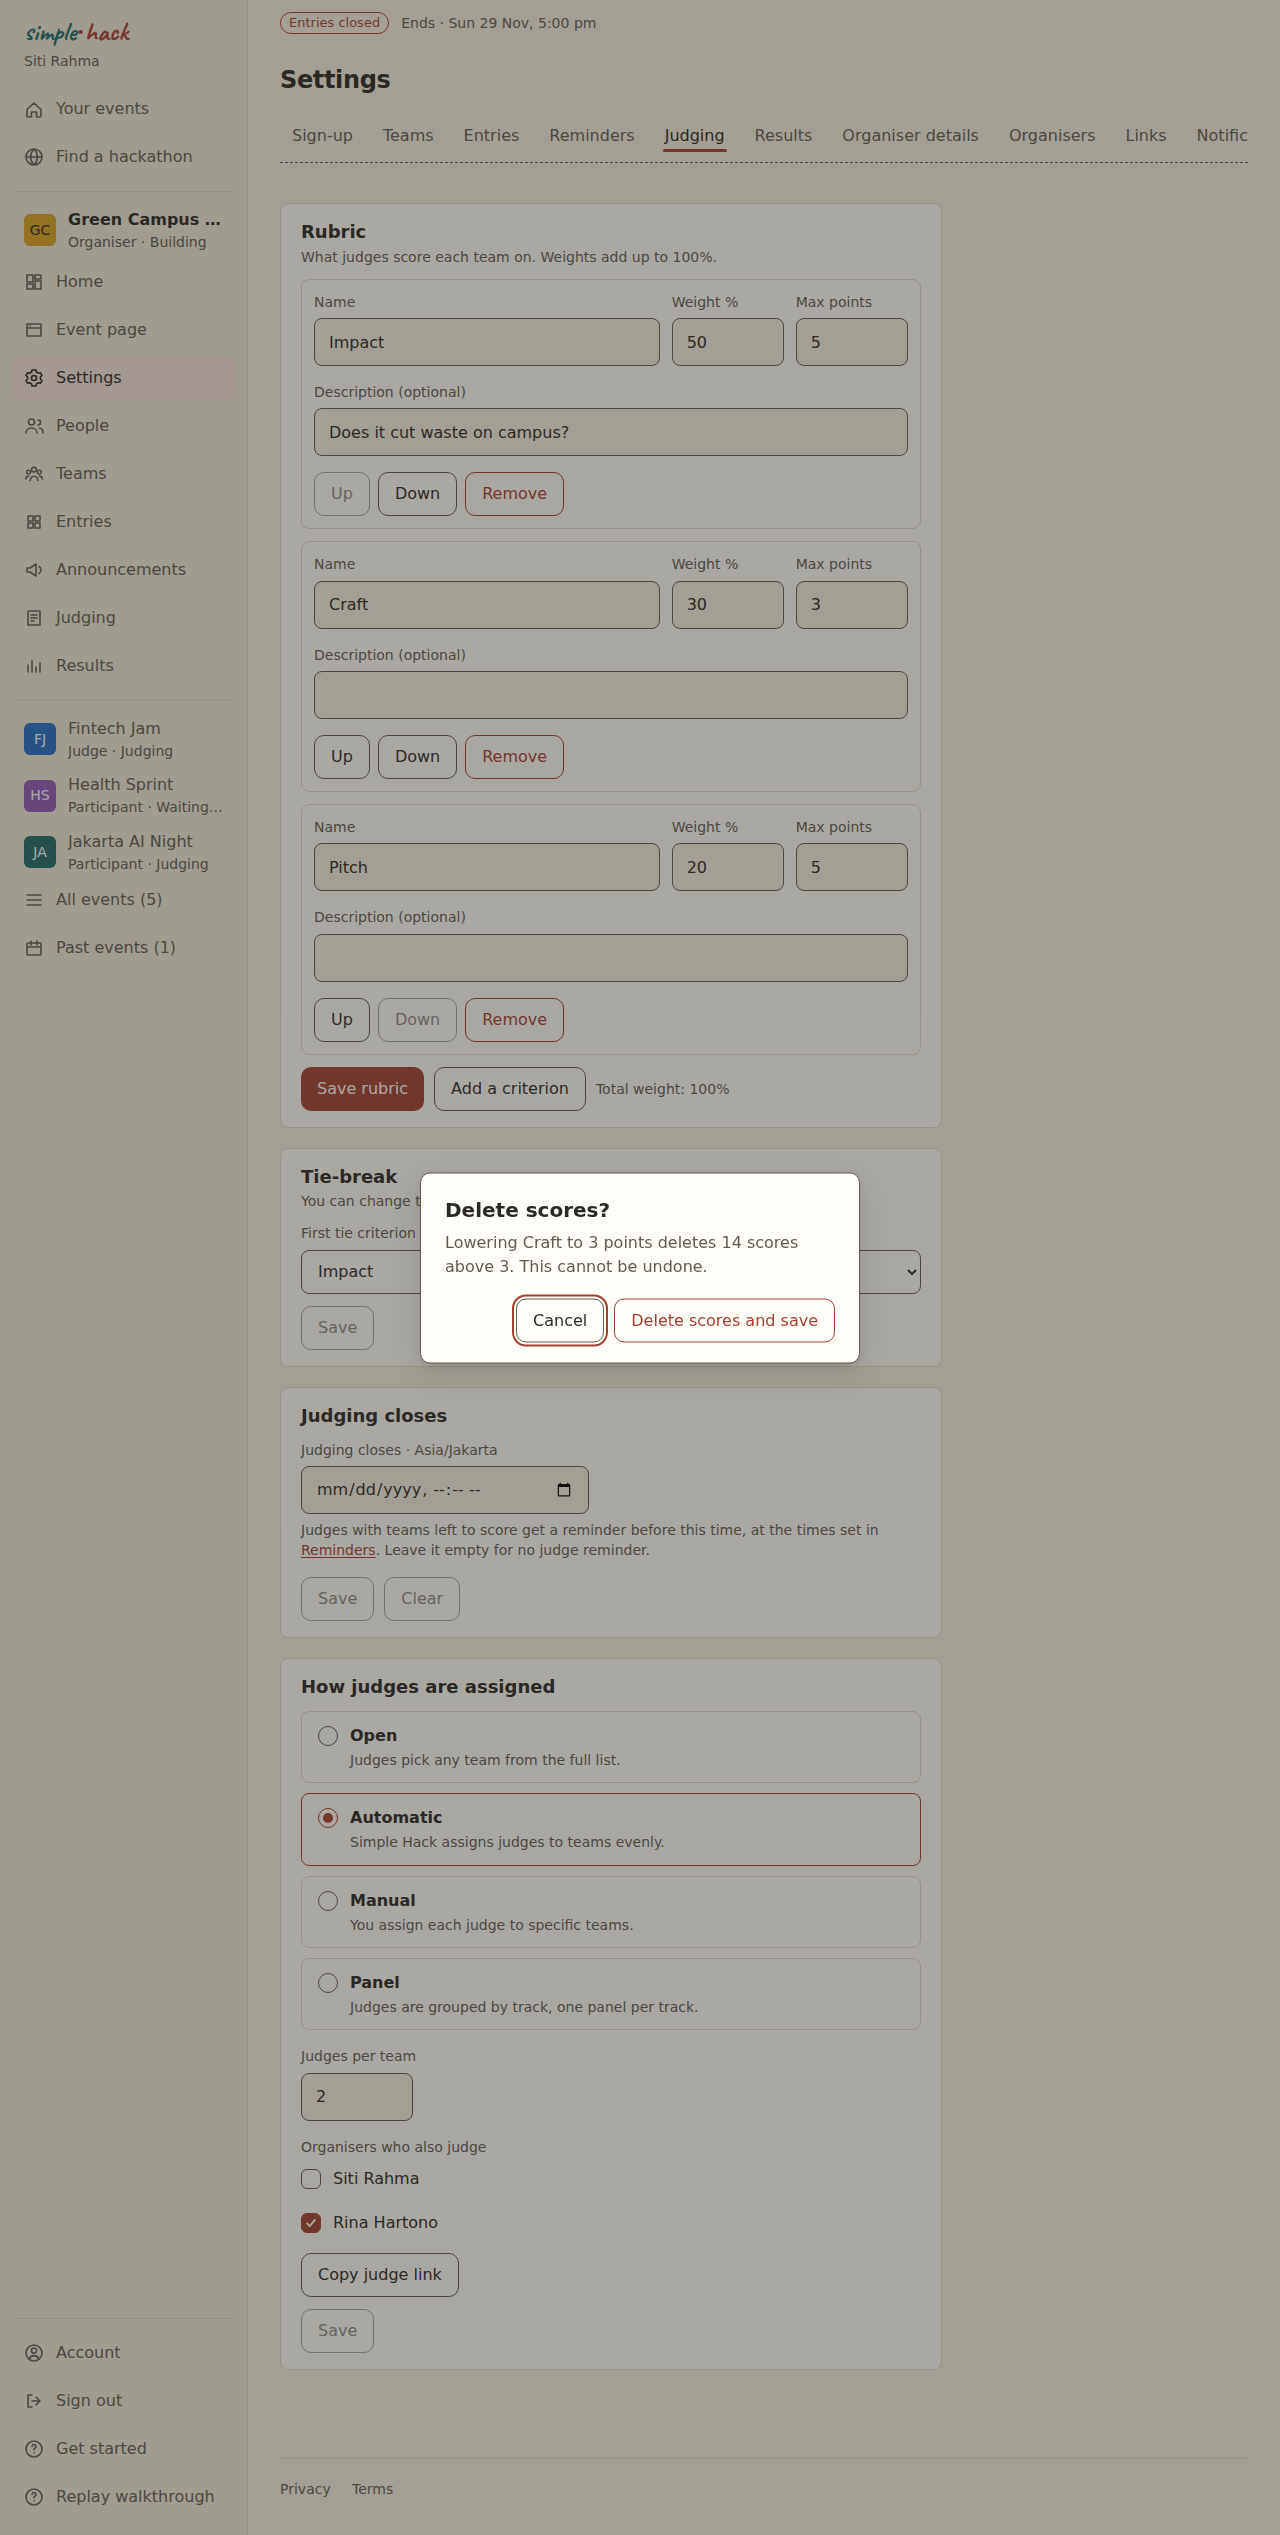 simple·hack
Siti Rahma
Your events
Find a hackathon
GC
Green Campus ...
Organiser · Building
Home
Event page
Settings
People
Teams
Entries
Announcements
Judging
Results
FJ
Fintech Jam
Judge · Judging
HS
Health Sprint
Participant · Waiting...
JA
Jakarta AI Night
Participant · Judging
All events (5)
Past events (1)
Account
Sign out
Get started
Replay walkthrough
Entries closed
Ends · Sun 29 Nov, 5:00 pm
Settings
Sign-up Teams Entries Reminders Judging Results Organiser details Organisers Links Notific
Rubric
What judges score each team on. Weights add up to 100%.
Name Weight % Max points
Impact 50 5
Description (optional)
Does it cut waste on campus?
Up Down Remove
Name Weight % Max points
Craft 30 3
Description (optional)
Up Down Remove
Name Weight % Max points
Pitch 20 5
Description (optional)
Up Down Remove
Save rubric Add a criterion Total weight: 100%
Tie-break
You can change t
First tie criterion
Impact
Save
Delete scores?
Lowering Craft to 3 points deletes 14 scores
above 3. This cannot be undone.
Cancel Delete scores and save
Judging closes
Judging closes · Asia/Jakarta
mm/dd/yyyy, --:-- --
Judges with teams left to score get a reminder before this time, at the times set in
Reminders. Leave it empty for no judge reminder.
Save Clear
How judges are assigned
Open
Judges pick any team from the full list.
Automatic
Simple Hack assigns judges to teams evenly.
Manual
You assign each judge to specific teams.
Panel
Judges are grouped by track, one panel per track.
Judges per team
2
Organisers who also judge
Siti Rahma
Rina Hartono
Copy judge link
Save
Privacy Terms